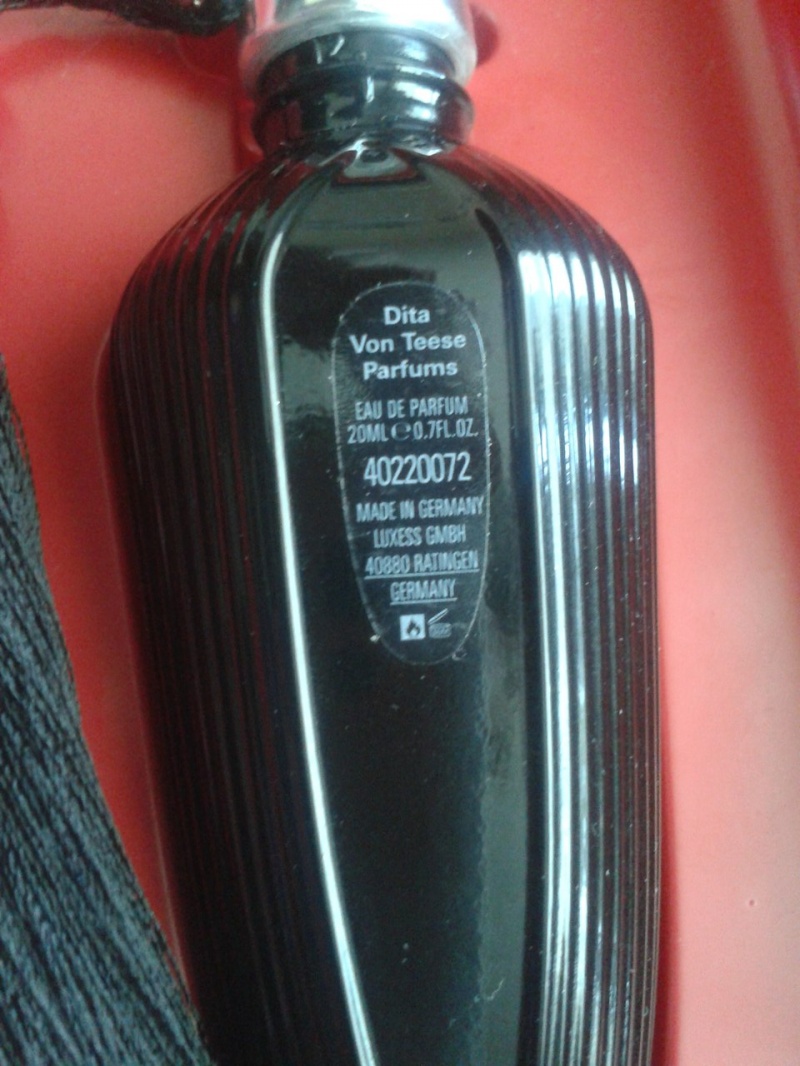 Dita
Von Teese
Parfums
EAU DE PARFUM
20ML ℮ 0.7FL.OZ.
40220072
MADE IN GERMANY
LUXESS GMBH
40880 RATINGEN
GERMANY